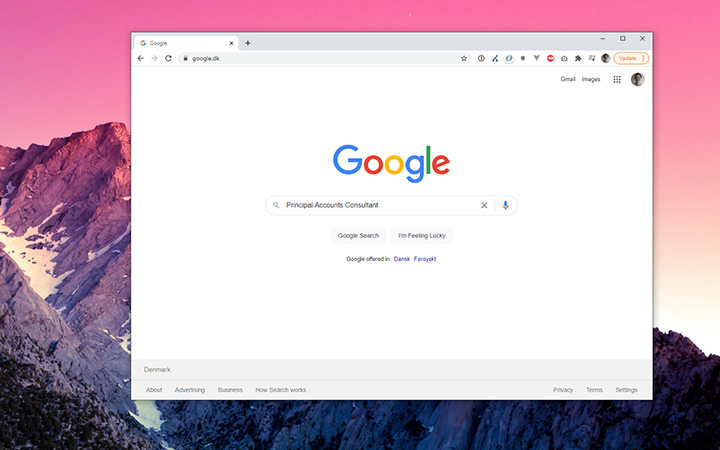 Google
google.dk
Update
Gmail Images
Google
Principal Accounts Consultant
Google Search I'm Feeling Lucky
Google offered in: Dansk Føroyskt
Denmark
About Advertising Business How Search works Privacy Terms Settings